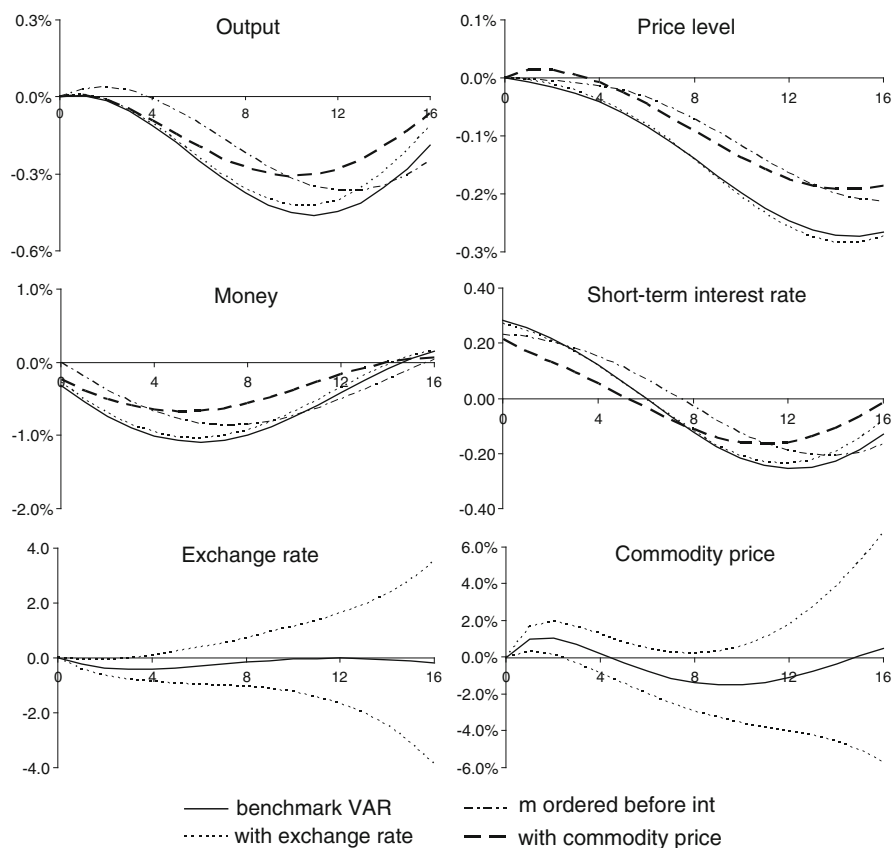 Output
0.3%
0.0%
-0.3%
-0.6%
0 4 8 12 16
Price level
0.1%
0.0%
-0.1%
-0.2%
-0.3%
0 4 8 12 16
Money
1.0%
0.0%
-1.0%
-2.0%
0 4 8 12 16
Short-term interest rate
0.40
0.20
0.00
-0.20
-0.40
0 4 8 12 16
Exchange rate
4.0
2.0
0.0
-2.0
-4.0
0 4 8 12 16
Commodity price
6.0%
4.0%
2.0%
0.0%
-2.0%
-4.0%
-6.0%
0 4 8 12 16
benchmark VAR
m ordered before int
with exchange rate
with commodity price